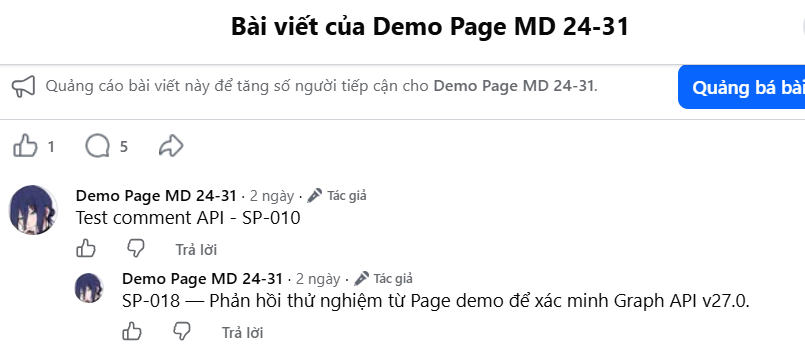 Bài viết của Demo Page MD 24-31
Quảng cáo bài viết này để tăng số người tiếp cận cho Demo Page MD 24-31.
Quảng bá bài
1
5
Demo Page MD 24-31 · 2 ngày · Tác giả
Test comment API - SP-010
Trả lời
Demo Page MD 24-31 · 2 ngày · Tác giả
SP-018 — Phản hồi thử nghiệm từ Page demo để xác minh Graph API v27.0.
Trả lời